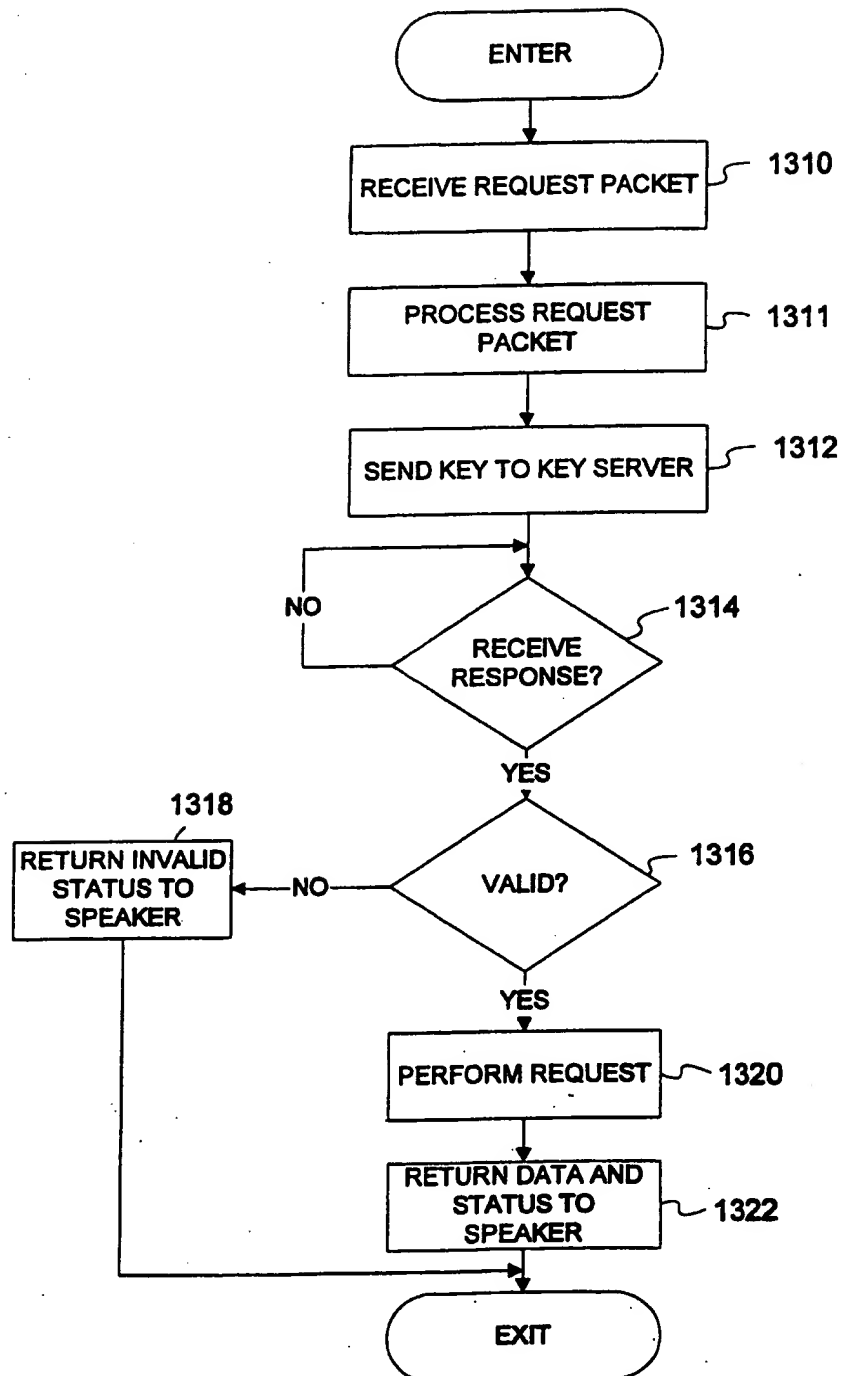 ENTER
RECEIVE REQUEST PACKET
1310
PROCESS REQUEST
PACKET
1311
SEND KEY TO KEY SERVER
1312
NO
RECEIVE
RESPONSE?
1314
YES
1318
RETURN INVALID
STATUS TO
SPEAKER
NO
VALID?
1316
YES
PERFORM REQUEST
1320
RETURN DATA AND
STATUS TO
SPEAKER
1322
EXIT